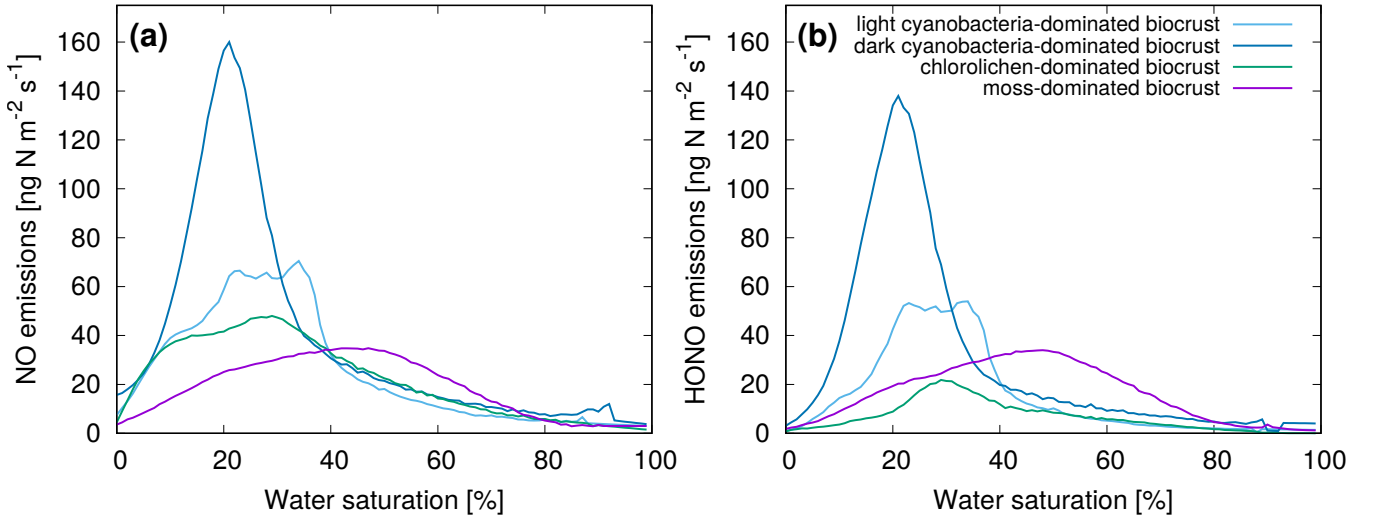 (a)
NO emissions [ng N m-2 s-1]
160
140
120
100
80
60
40
20
0
0 20 40 60 80 100
Water saturation [%]
(b)
light cyanobacteria-dominated biocrust
dark cyanobacteria-dominated biocrust
chlorolichen-dominated biocrust
moss-dominated biocrust
HONO emissions [ng N m-2 s-1]
160
140
120
100
80
60
40
20
0
0 20 40 60 80 100
Water saturation [%]